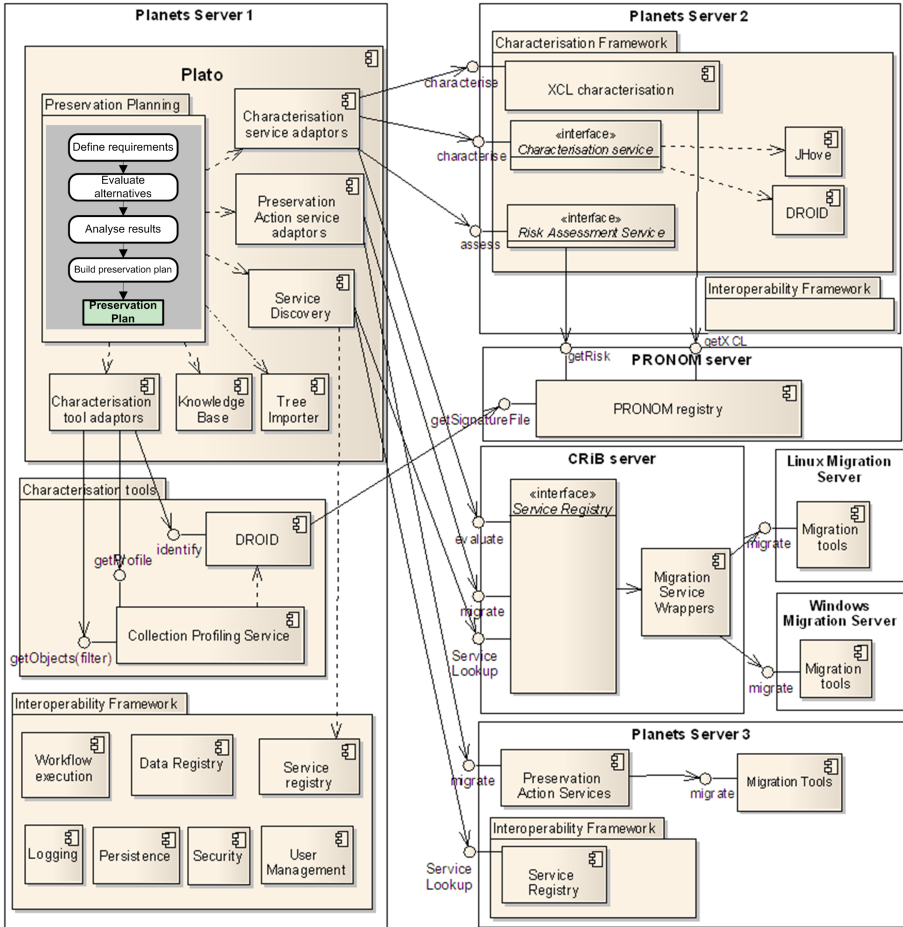 Planets Server 1
Plato
Preservation Planning
Define requirements
Evaluate
alternatives
Analyse results
Build preservation plan
Preservation
Plan
Characterisation
service adaptors
Preservation
Action service
adaptors
Service
Discovery
Characterisation
tool adaptors
Knowledge
Base
Tree
Importer
Characterisation tools
DROID
identify
getProfile
Collection Profiling Service
getObjects(filter)
Interoperability Framework
Workflow
execution
Data Registry
Service
registry
Logging
Persistence
Security
User
Management
Planets Server 2
Characterisation Framework
characterise
XCL characterisation
characterise
«interface»
Characterisation service
JHove
DROID
assess
«interface»
Risk Assessment Service
Interoperability Framework
getRisk
getXCL
PRONOM server
getSignatureFile
PRONOM registry
CRiB server
«interface»
Service Registry
evaluate
migrate
Service
Lookup
Migration
Service
Wrappers
Linux Migration
Server
migrate
Migration
tools
Windows
Migration Server
migrate
Migration
tools
Planets Server 3
migrate
Preservation
Action Services
migrate
Migration Tools
Interoperability Framework
Service
Lookup
Service
Registry